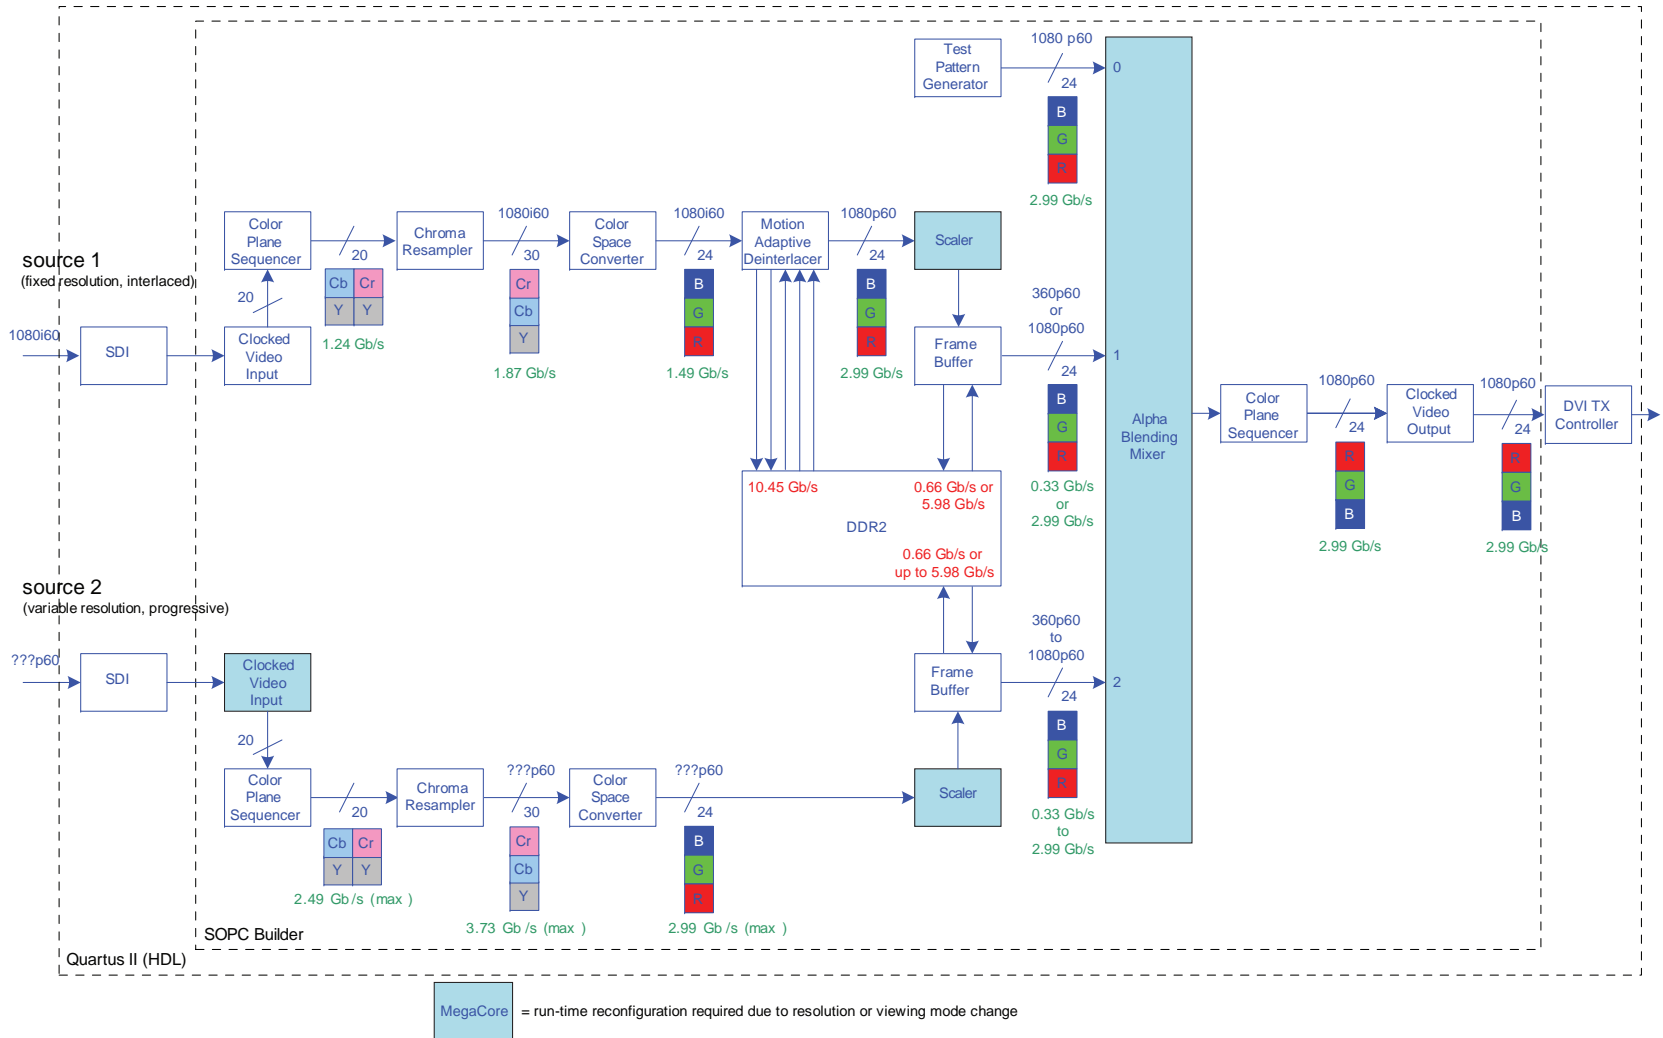 Test
Pattern
Generator
1080 p60
24
0
B
G
R
2.99 Gb/s
source 1
(fixed resolution, interlaced)
1080i60
SDI
Clocked
Video
Input
20
Color
Plane
Sequencer
20
Cb Cr
Y Y
1.24 Gb/s
Chroma
Resampler
1080i60
30
Cr
Cb
Y
1.87 Gb/s
Color
Space
Converter
1080i60
24
B
G
R
1.49 Gb/s
Motion
Adaptive
Deinterlacer
1080p60
24
B
G
R
2.99 Gb/s
Scaler
Frame
Buffer
360p60
or
1080p60
24
1
B
G
R
0.33 Gb/s
or
2.99 Gb/s
10.45 Gb/s
0.66 Gb/s or
5.98 Gb/s
DDR2
0.66 Gb/s or
up to 5.98 Gb/s
Alpha
Blending
Mixer
Color
Plane
Sequencer
1080p60
24
R
G
B
2.99 Gb/s
Clocked
Video
Output
1080p60
24
R
G
B
2.99 Gb/s
DVI TX
Controller
source 2
(variable resolution, progressive)
???p60
SDI
Clocked
Video
Input
20
Color
Plane
Sequencer
20
Cb Cr
Y Y
2.49 Gb/s (max )
Chroma
Resampler
???p60
30
Cr
Cb
Y
3.73 Gb/s (max )
Color
Space
Converter
???p60
24
B
G
R
2.99 Gb/s (max )
Scaler
Frame
Buffer
360p60
to
1080p60
24
2
B
G
R
0.33 Gb/s
to
2.99 Gb/s
SOPC Builder
Quartus II (HDL)
MegaCore
= run-time reconfiguration required due to resolution or viewing mode change